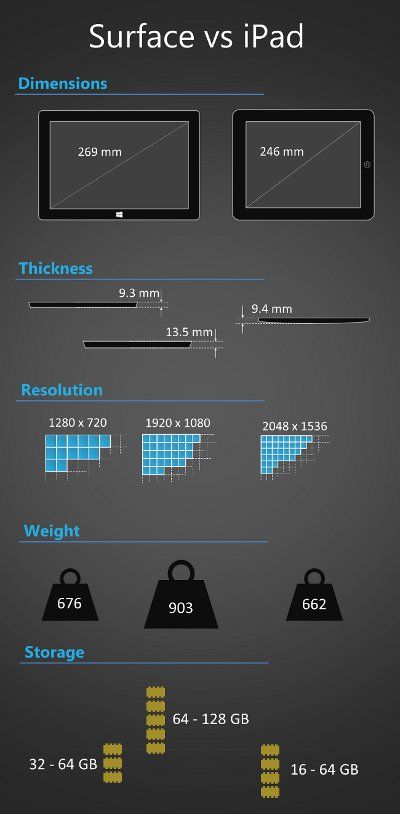 Surface vs iPad
Dimensions
269 mm
246 mm
Thickness
9.3 mm
9.4 mm
13.5 mm
Resolution
1280 x 720
1920 x 1080
2048 x 1536
Weight
676
903
662
Storage
64 - 128 GB
32 - 64 GB
16 - 64 GB